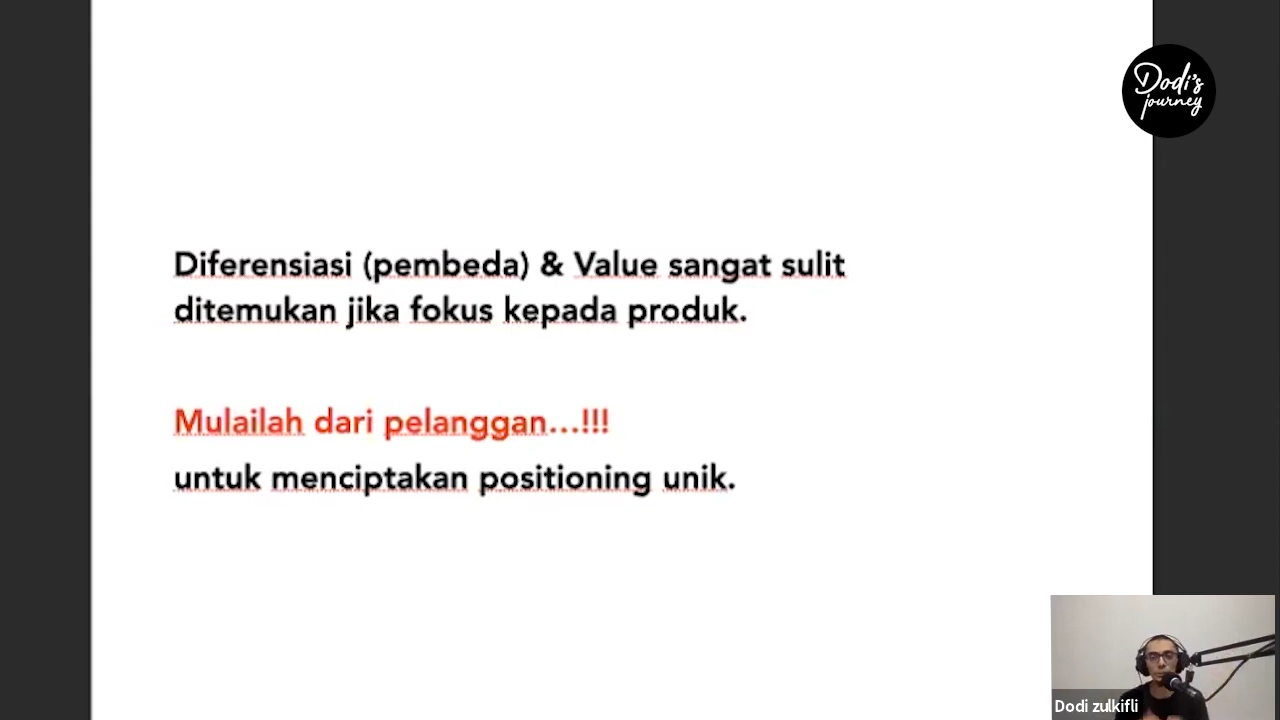 Dodi's
journey
Diferensiasi (pembeda) & Value sangat sulit
ditemukan jika fokus kepada produk.
Mulailah dari pelanggan...!!!
untuk menciptakan positioning unik.
Dodi zulkifli